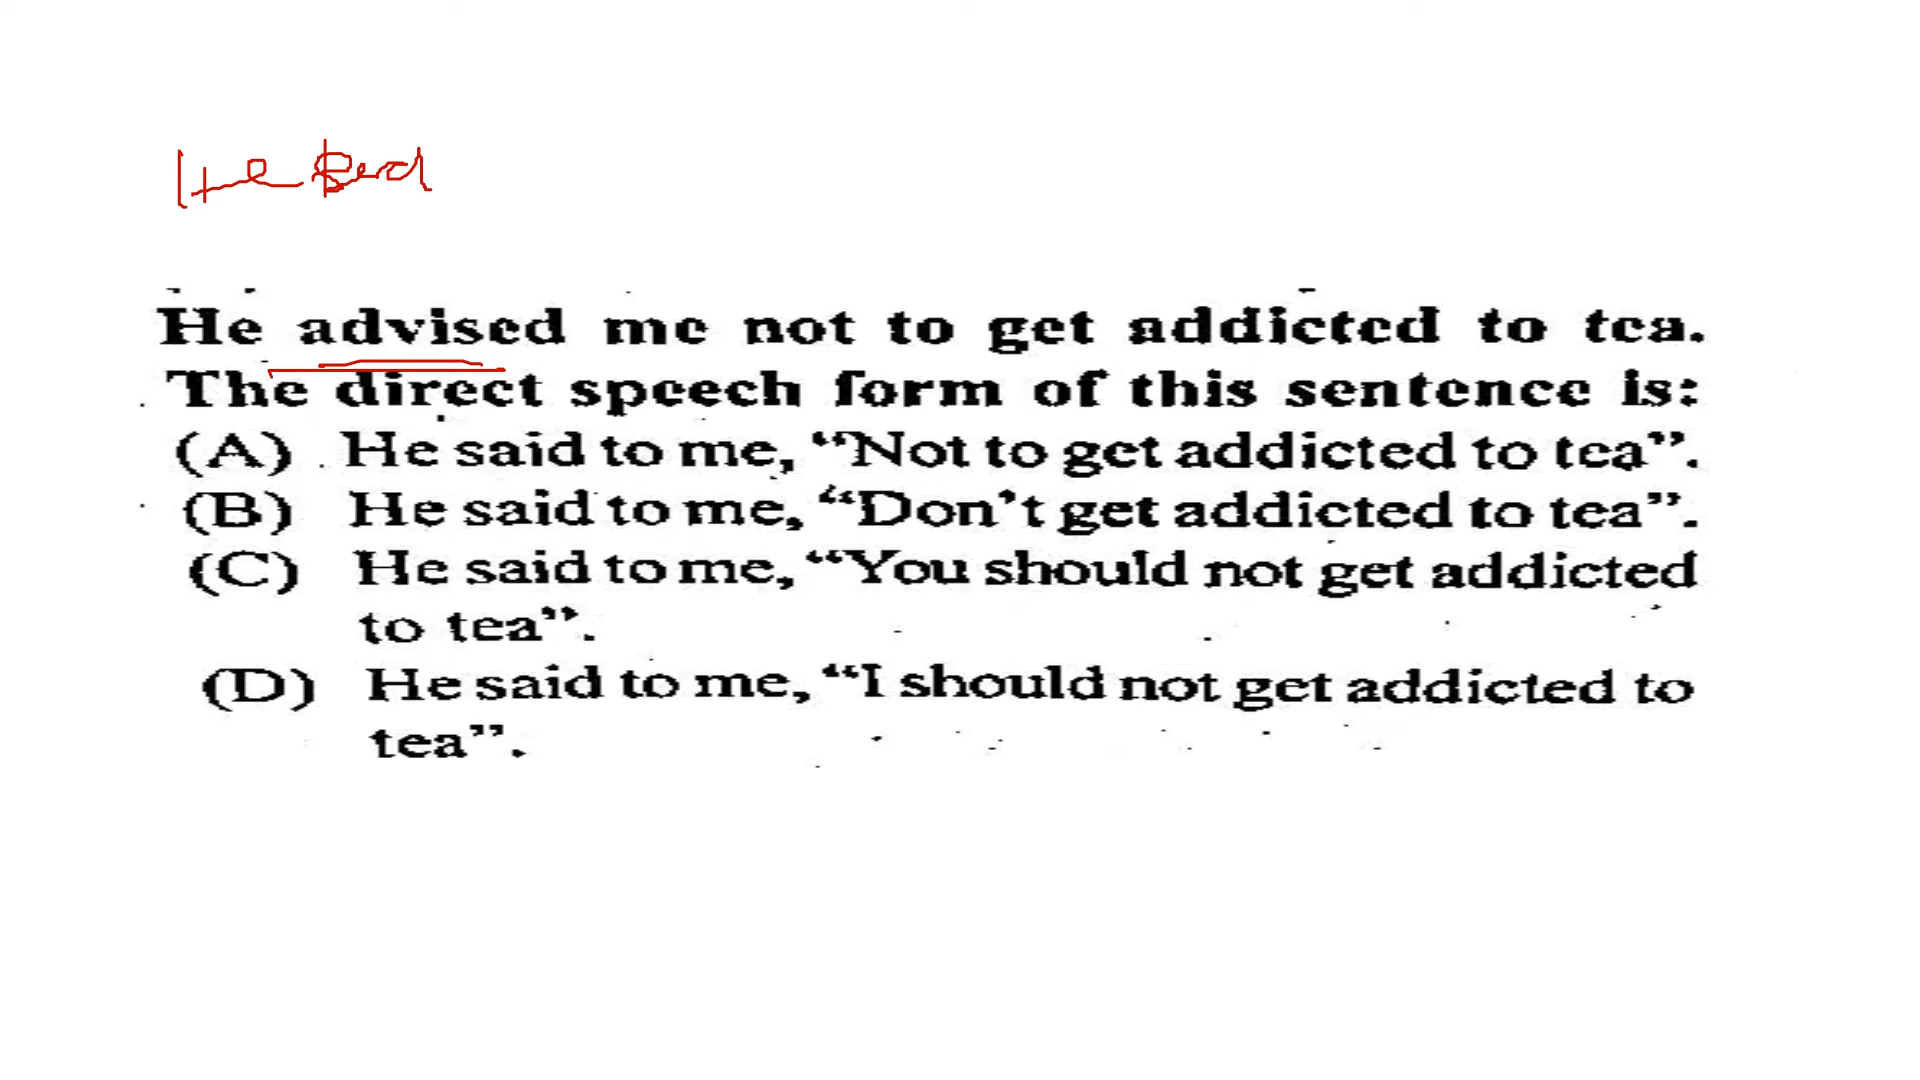 He said
He advised me not to get addicted to tea.
The direct speech form of this sentence is:
(A) He said to me, “Not to get addicted to tea”.
(B) He said to me, “Don’t get addicted to tea”.
(C) He said to me, “You should not get addicted
to tea”.
(D) He said to me, “I should not get addicted to
tea”.